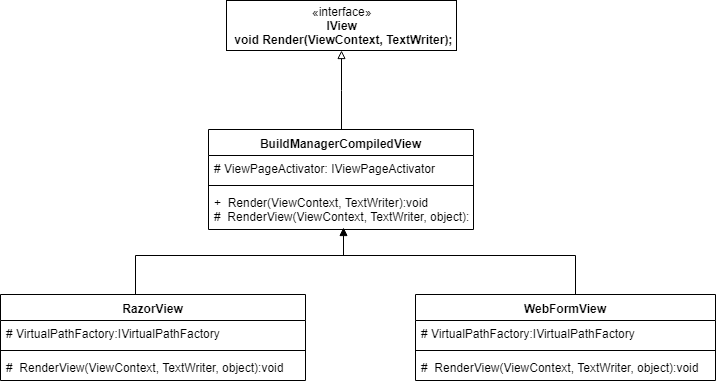 «interface»
IView
void Render(ViewContext, TextWriter);
BuildManagerCompiledView
# ViewPageActivator: IViewPageActivator
+ Render(ViewContext, TextWriter):void
# RenderView(ViewContext, TextWriter, object):
RazorView
# VirtualPathFactory:IVirtualPathFactory
# RenderView(ViewContext, TextWriter, object):void
WebFormView
# VirtualPathFactory:IVirtualPathFactory
# RenderView(ViewContext, TextWriter, object):void